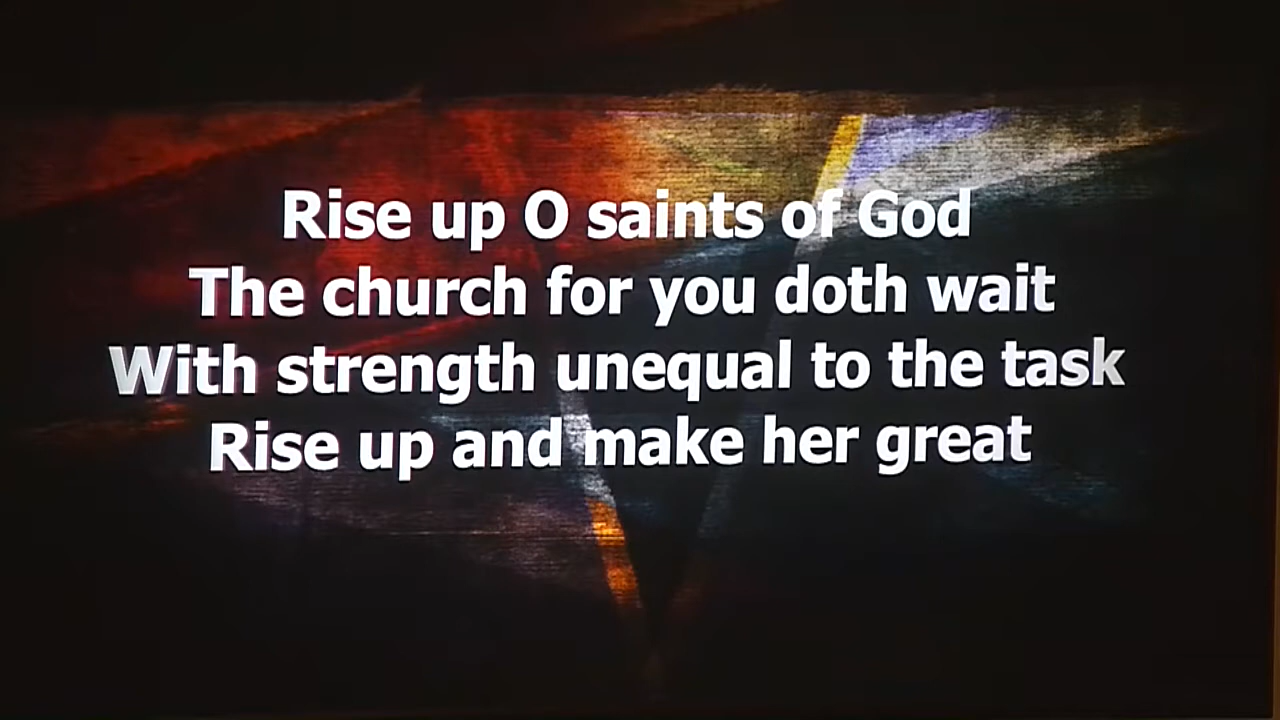 Rise up O saints of God
The church for you doth wait
With strength unequal to the task
Rise up and make her great